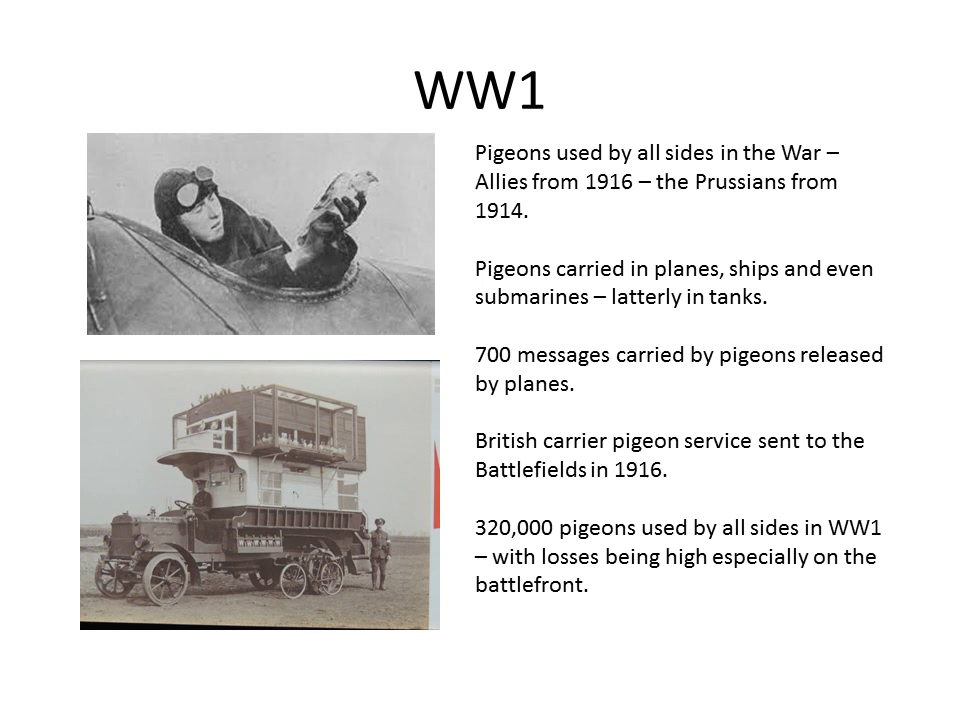 WW1
Pigeons used by all sides in the War –
Allies from 1916 – the Prussians from
1914.
Pigeons carried in planes, ships and even
submarines – latterly in tanks.
700 messages carried by pigeons released
by planes.
British carrier pigeon service sent to the
Battlefields in 1916.
320,000 pigeons used by all sides in WW1
– with losses being high especially on the
battlefront.